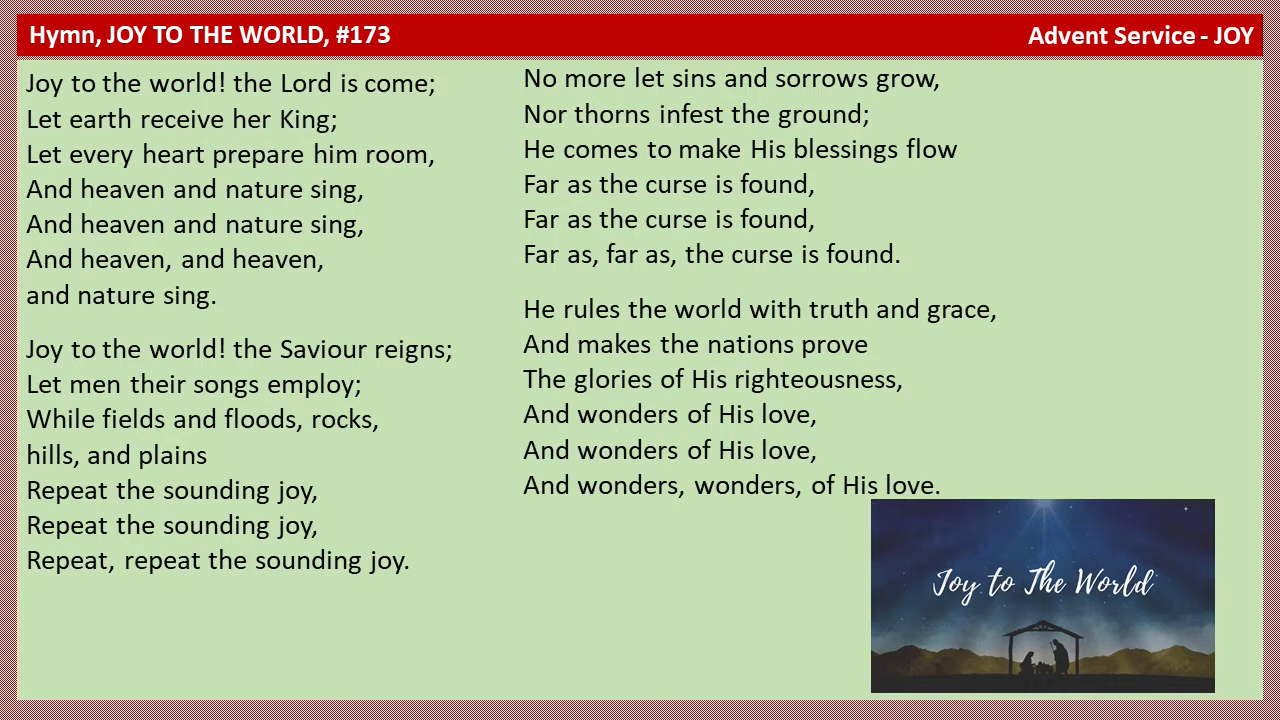 Hymn, JOY TO THE WORLD, #173
Advent Service - JOY
Joy to the world! the Lord is come;
Let earth receive her King;
Let every heart prepare him room,
And heaven and nature sing,
And heaven and nature sing,
And heaven, and heaven,
and nature sing.
Joy to the world! the Saviour reigns;
Let men their songs employ;
While fields and floods, rocks,
hills, and plains
Repeat the sounding joy,
Repeat the sounding joy,
Repeat, repeat the sounding joy.
No more let sins and sorrows grow,
Nor thorns infest the ground;
He comes to make His blessings flow
Far as the curse is found,
Far as the curse is found,
Far as, far as, the curse is found.
He rules the world with truth and grace,
And makes the nations prove
The glories of His righteousness,
And wonders of His love,
And wonders of His love,
And wonders, wonders, of His love.
Joy to The World